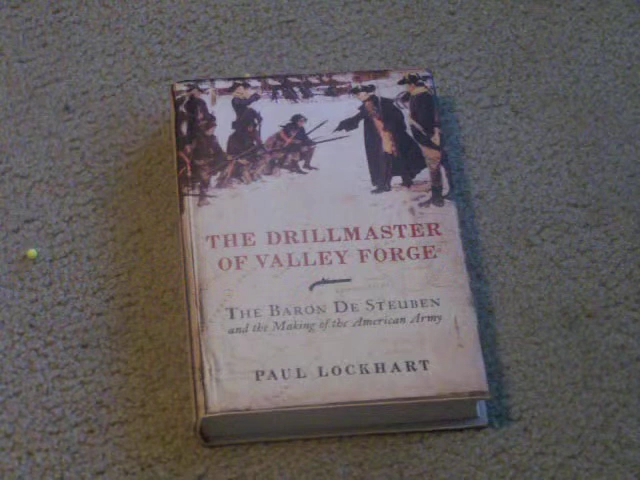 THE DRILLMASTER
OF VALLEY FORGE
THE BARON DE STEUBEN
and the Making of the American Army
PAUL LOCKHART